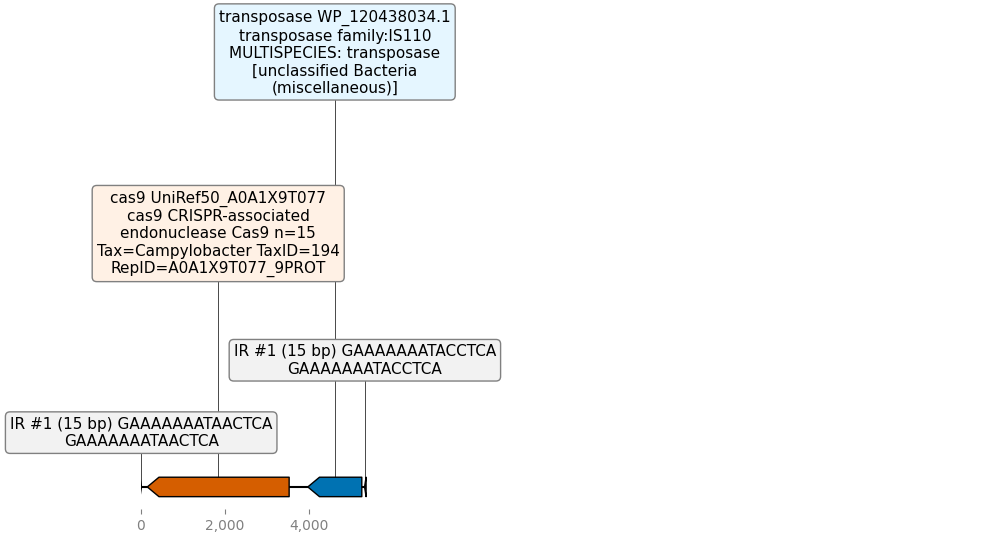 transposase WP_120438034.1
transposase family:IS110
MULTISPECIES: transposase
[unclassified Bacteria
(miscellaneous)]
cas9 UniRef50_A0A1X9T077
cas9 CRISPR-associated
endonuclease Cas9 n=15
Tax=Campylobacter TaxID=194
RepID=A0A1X9T077_9PROT
IR #1 (15 bp) GAAAAAAATACCTCA
GAAAAAAATACCTCA
IR #1 (15 bp) GAAAAAAATAACTCA
GAAAAAAATAACTCA
0 2,000 4,000